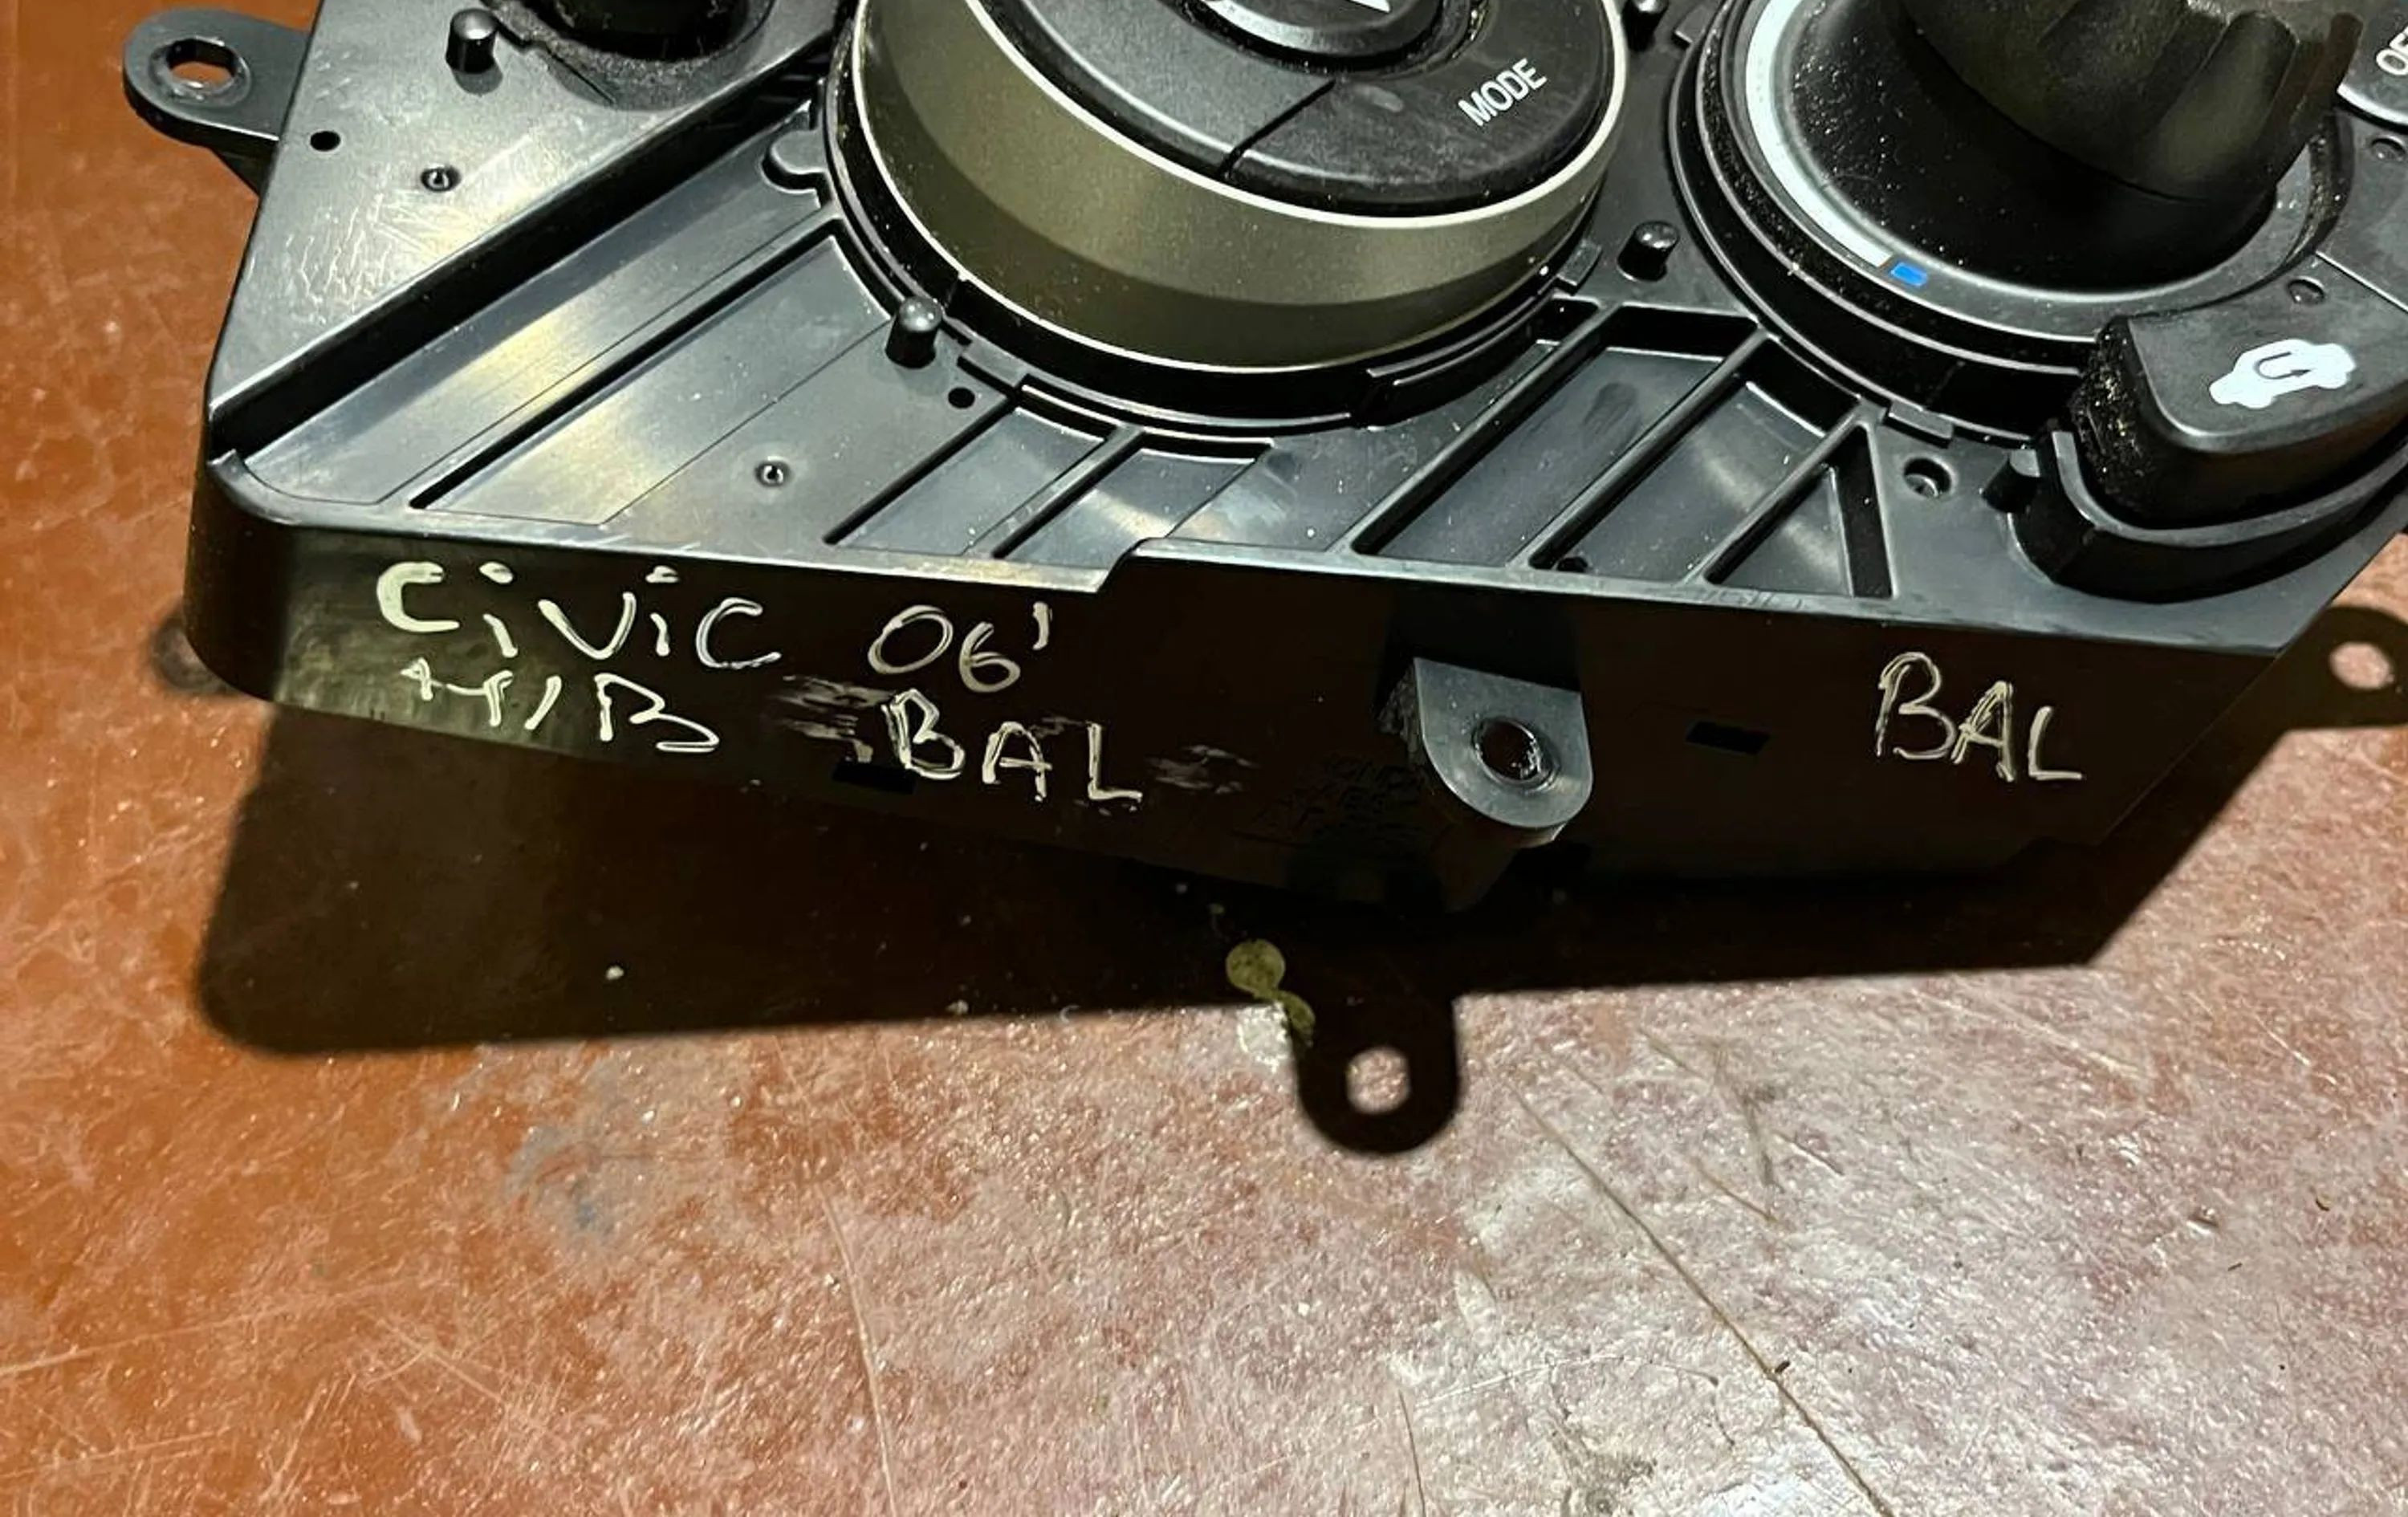 MODE
CiViC 06'
H/B BAL
BAL